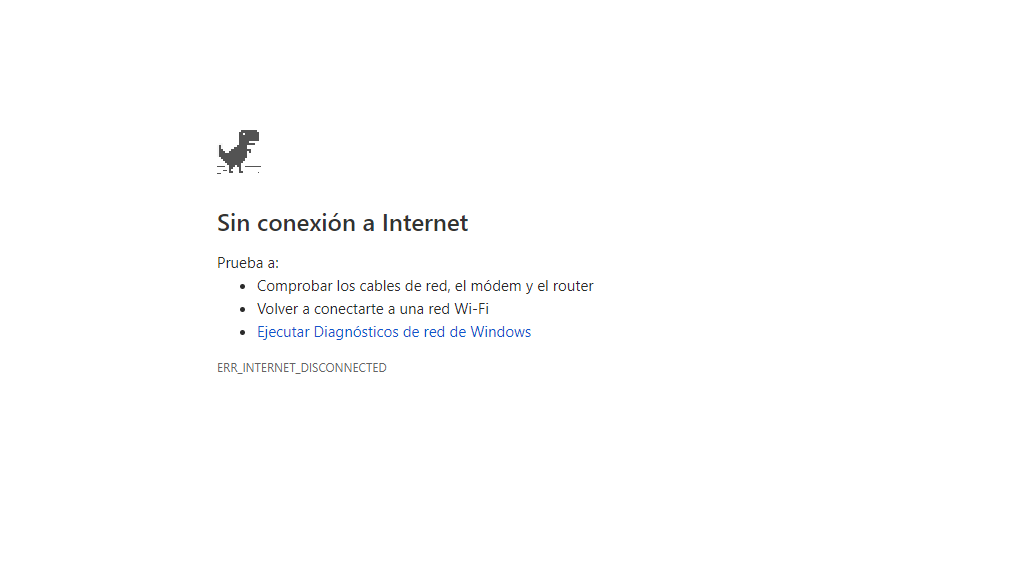 Sin conexión a Internet
Prueba a:
Comprobar los cables de red, el módem y el router
Volver a conectarte a una red Wi-Fi
Ejecutar Diagnósticos de red de Windows
ERR_INTERNET_DISCONNECTED